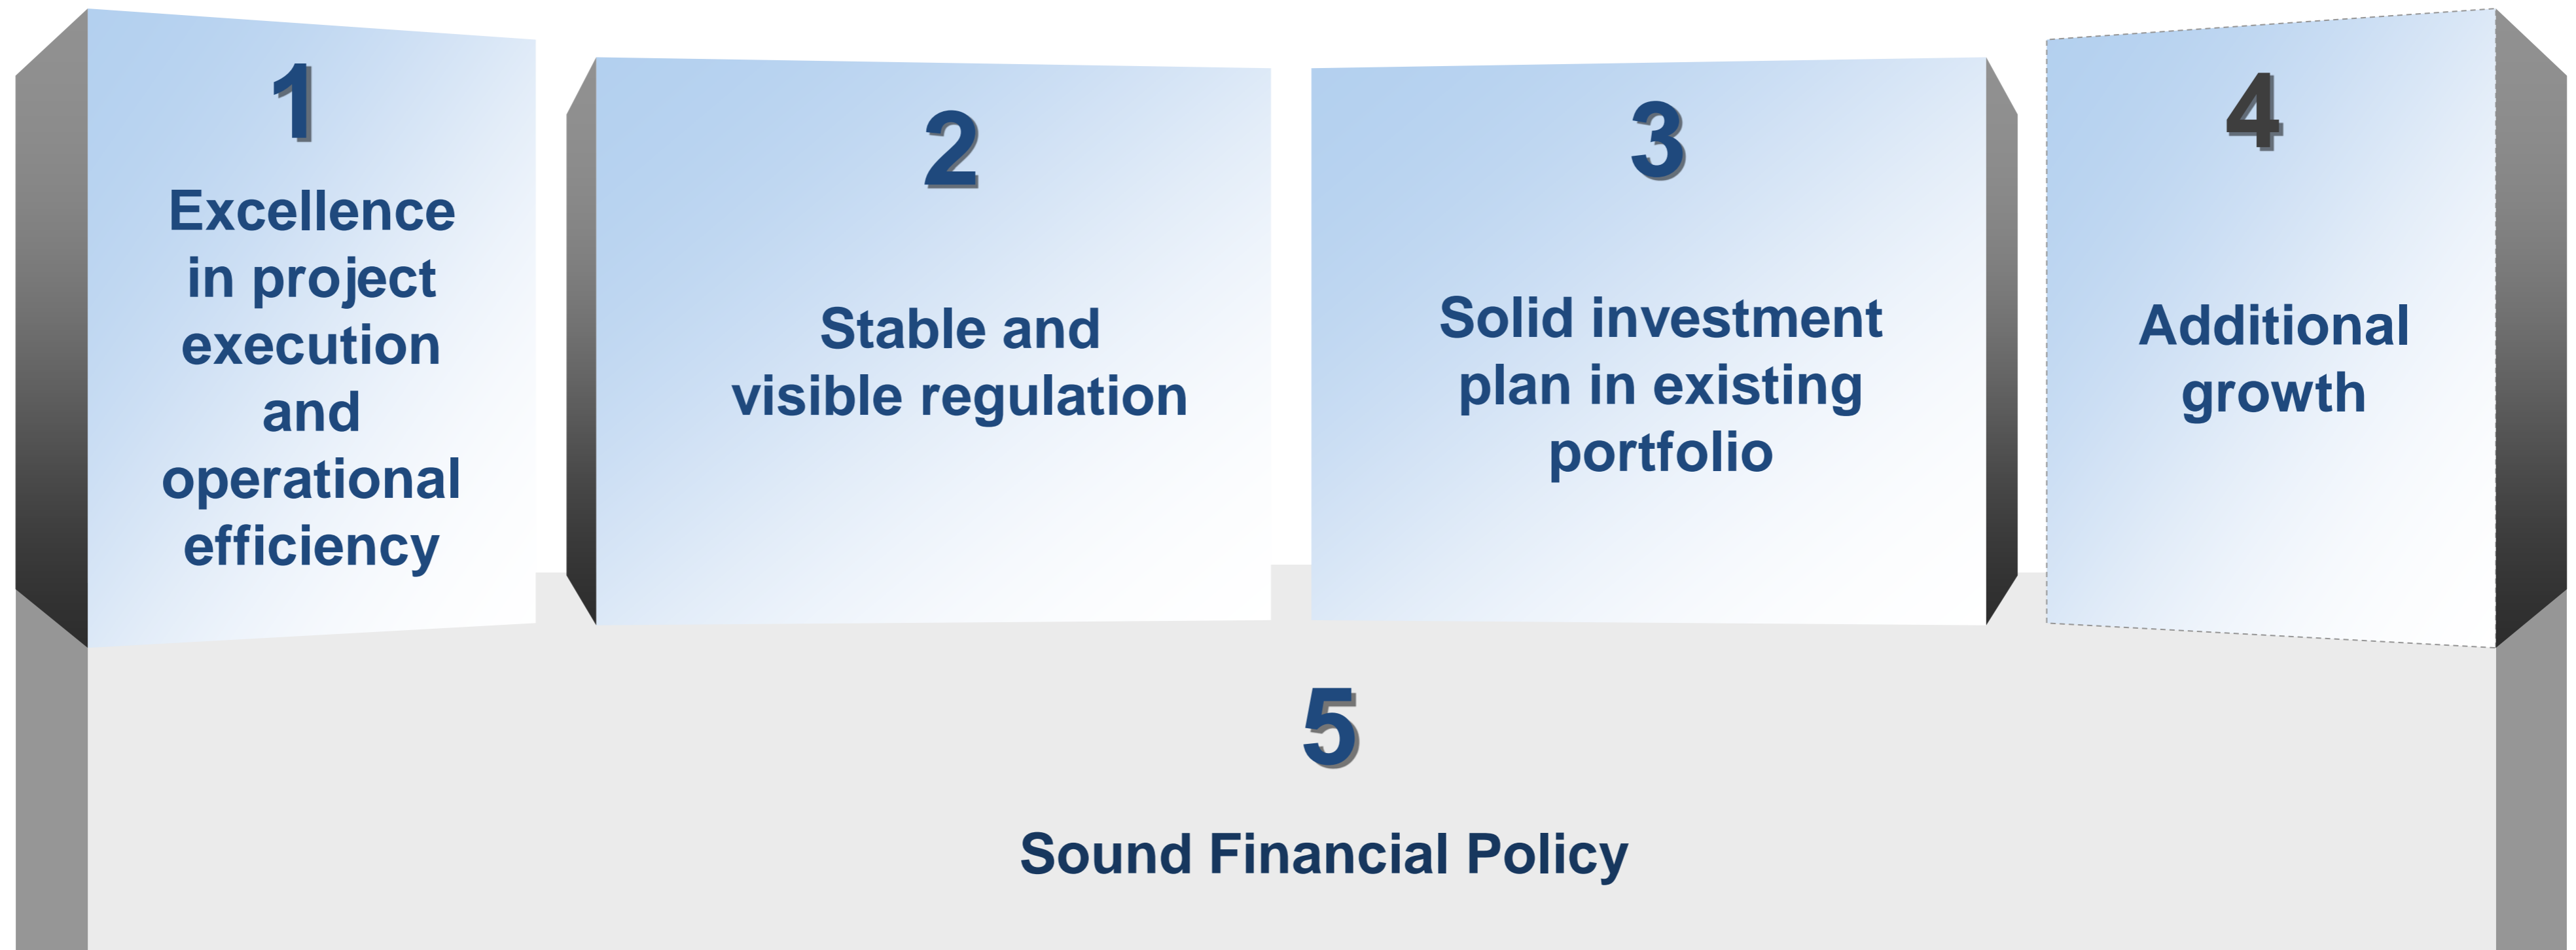 1
Excellence
in project
execution
and
operational
efficiency
2
Stable and
visible regulation
3
Solid investment
plan in existing
portfolio
4
Additional
growth
5
Sound Financial Policy